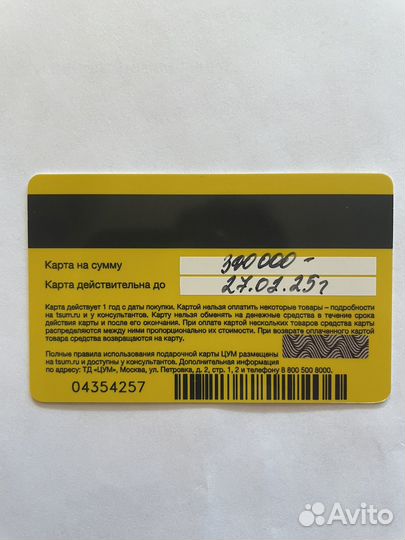 Карта на сумму 300 000 -
Карта действительна до 27.02.25г
Карта действует 1 год с даты покупки. Картой нельзя оплатить некоторые товары – подробности
на tsum.ru и у консультантов. Карту нельзя обменять на денежные средства в течение срока
действия карты и после его окончания. При оплате картой нескольких товаров средства карты
распределяются между ними пропорционально их стоимости. При возврате оплаченного картой
товара средства возвращаются на карту.
Полные правила использования подарочной карты ЦУМ размещены
на tsum.ru и доступны у консультантов. Дополнительная информация
по адресу: ТД «ЦУМ», Москва, ул. Петровка, д. 2, стр. 1, 2 и телефону 8 800 500 8000.
04354257
Avito